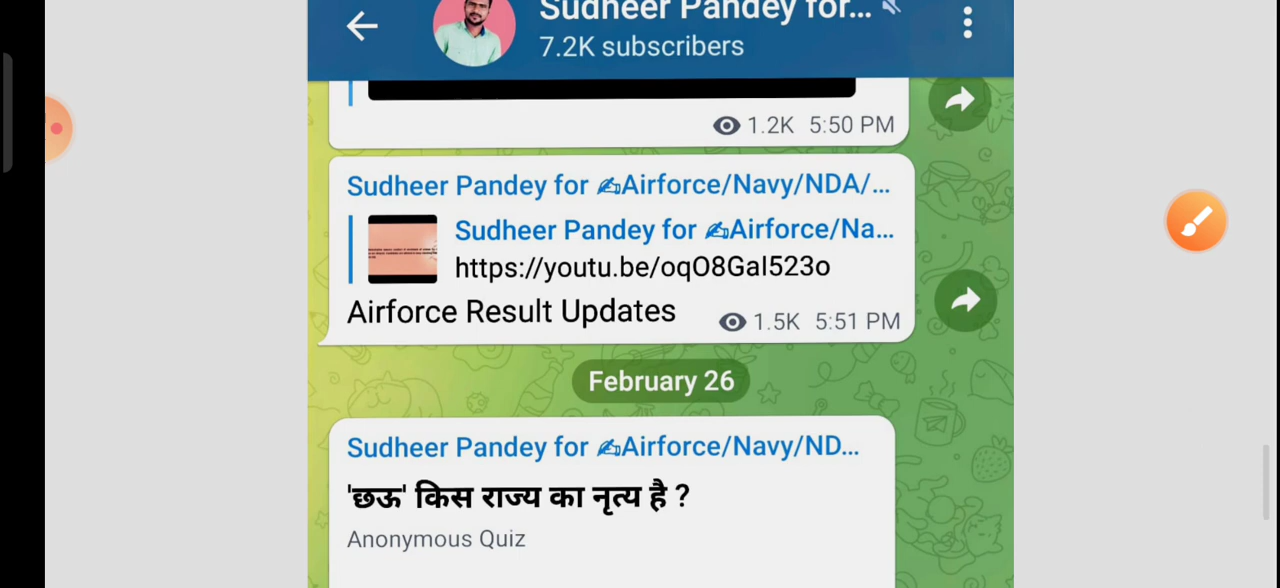 Sudheer Pandey for...
7.2K subscribers
1.2K 5:50 PM
Sudheer Pandey for ✍Airforce/Navy/NDA/...
Sudheer Pandey for ✍Airforce/Na...
https://youtu.be/oqO8GaI523o
Airforce Result Updates 1.5K 5:51 PM
February 26
Sudheer Pandey for ✍Airforce/Navy/ND...
'छऊ' किस राज्य का नृत्य है ?
Anonymous Quiz